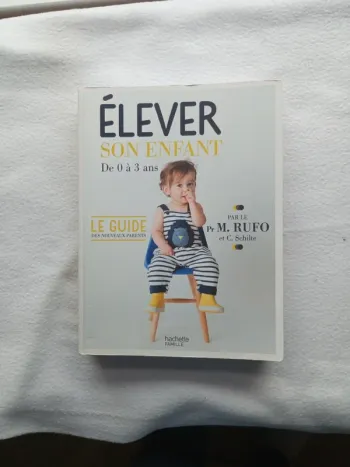 ÉLEVER
SON ENFANT
De 0 à 3 ans
LE GUIDE
DES NOUVEAUX PARENTS
PAR LE
Pr M. RUFO
et C. Schilte
hachette
FAMILLE